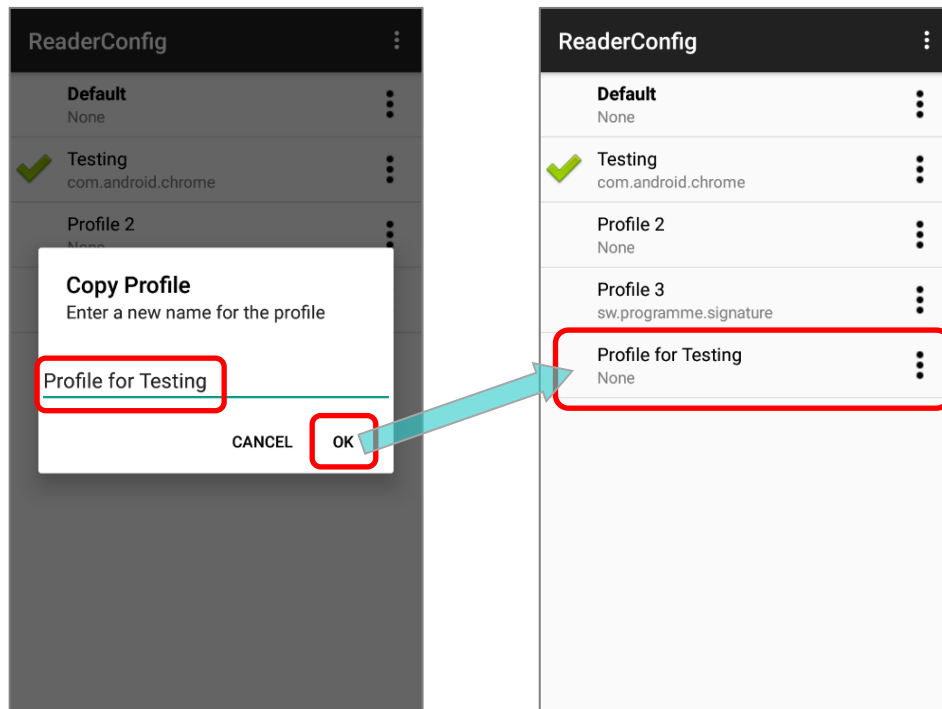 ReaderConfig
Default
None
Testing
com.android.chrome
Profile 2
None
Copy Profile
Enter a new name for the profile
Profile for Testing
CANCEL OK
ReaderConfig
Default
None
Testing
com.android.chrome
Profile 2
None
Profile 3
sw.programme.signature
Profile for Testing
None